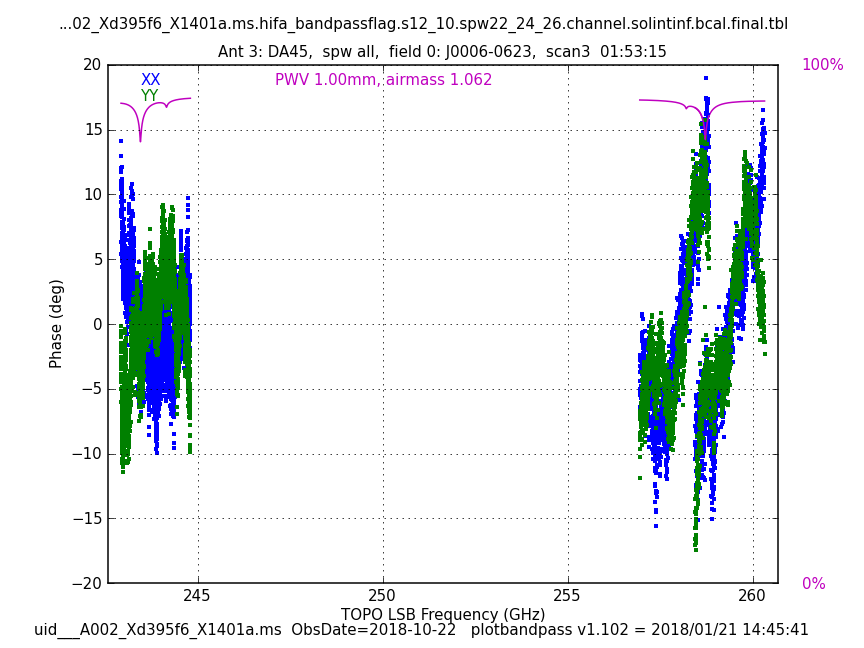 ...02_Xd395f6_X1401a.ms.hifa_bandpassflag.s12_10.spw22_24_26.channel.solintinf.bcal.final.tbl
Ant 3: DA45,  spw all,  field 0: J0006-0623,  scan3  01:53:15
20
100%
XX
PWV 1.00mm, airmass 1.062
YY
15
10
5
0
Phase (deg)
−5
−10
−15
−20
0%
245
250
255
260
TOPO LSB Frequency (GHz)
uid___A002_Xd395f6_X1401a.ms  ObsDate=2018-10-22   plotbandpass v1.102 = 2018/01/21 14:45:41